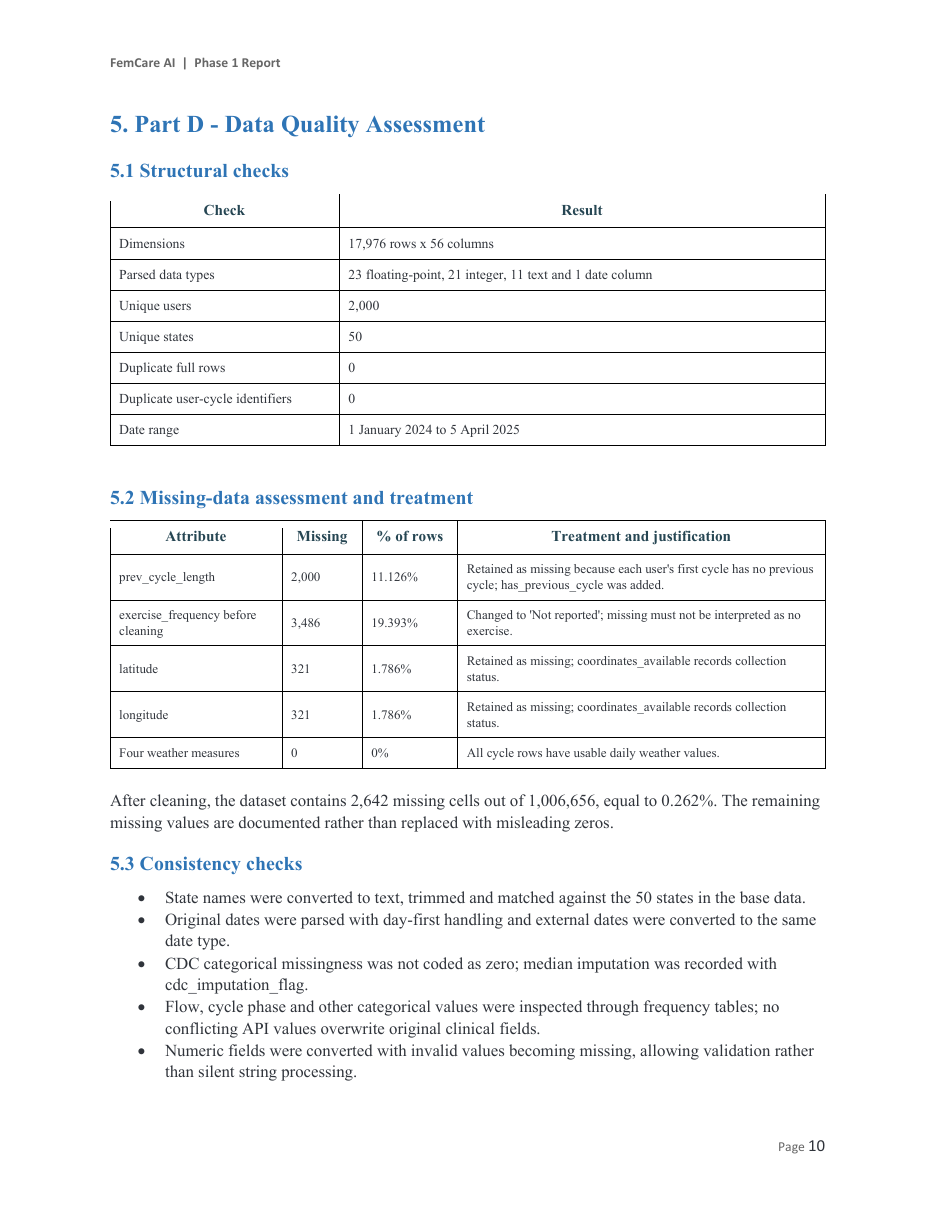 FemCare AI | Phase 1 Report
5. Part D - Data Quality Assessment
5.1 Structural checks
Check Result
Dimensions 17,976 rows x 56 columns
Parsed data types 23 floating-point, 21 integer, 11 text and 1 date column
Unique users 2,000
Unique states 50
Duplicate full rows 0
Duplicate user-cycle identifiers 0
Date range 1 January 2024 to 5 April 2025
5.2 Missing-data assessment and treatment
Attribute Missing % of rows Treatment and justification
prev_cycle_length 2,000 11.126% Retained as missing because each user's first cycle has no previous
cycle; has_previous_cycle was added.
exercise_frequency before
cleaning 3,486 19.393% Changed to 'Not reported'; missing must not be interpreted as no
exercise.
latitude 321 1.786% Retained as missing; coordinates_available records collection
status.
longitude 321 1.786% Retained as missing; coordinates_available records collection
status.
Four weather measures 0 0% All cycle rows have usable daily weather values.
After cleaning, the dataset contains 2,642 missing cells out of 1,006,656, equal to 0.262%. The remaining
missing values are documented rather than replaced with misleading zeros.
5.3 Consistency checks
• State names were converted to text, trimmed and matched against the 50 states in the base data.
• Original dates were parsed with day-first handling and external dates were converted to the same
date type.
• CDC categorical missingness was not coded as zero; median imputation was recorded with
cdc_imputation_flag.
• Flow, cycle phase and other categorical values were inspected through frequency tables; no
conflicting API values overwrite original clinical fields.
• Numeric fields were converted with invalid values becoming missing, allowing validation rather
than silent string processing.
Page 10